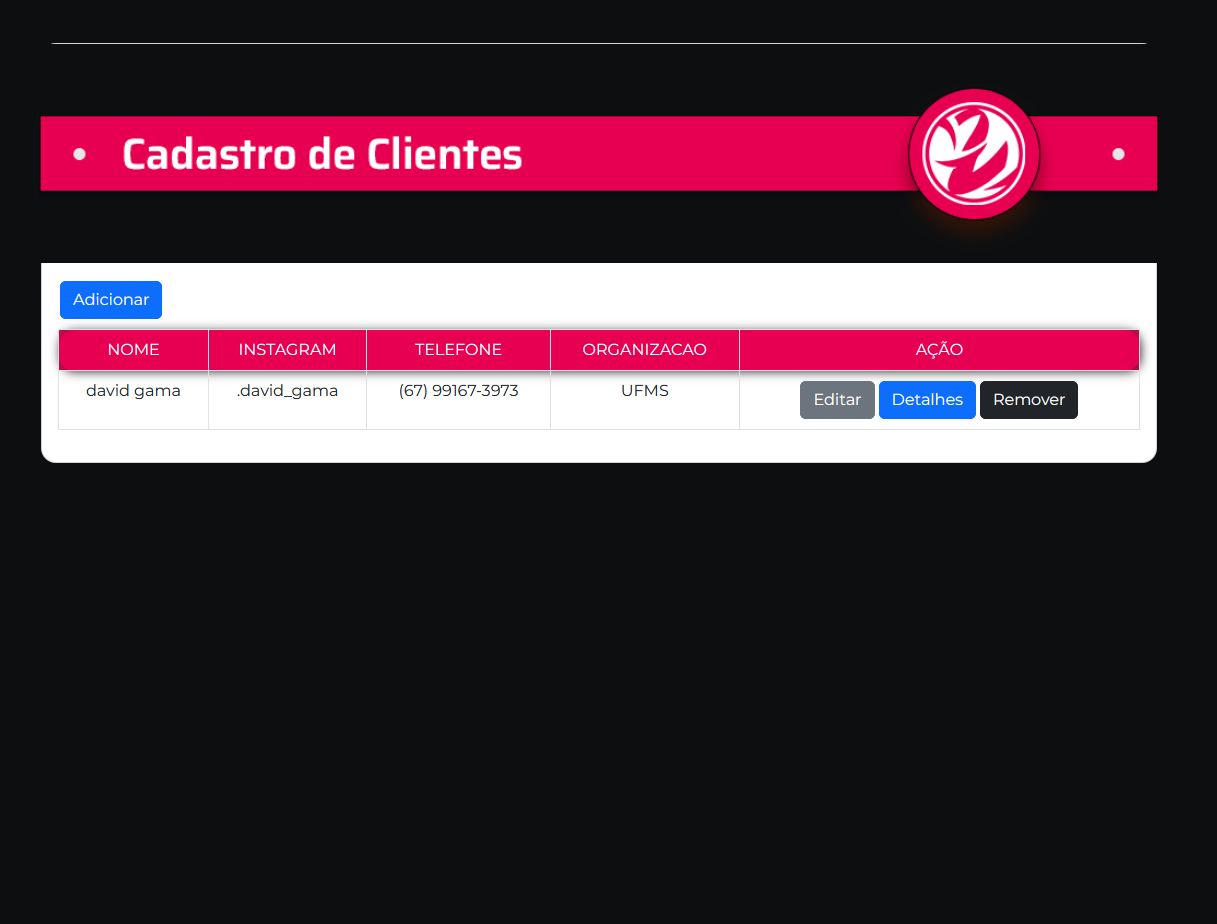 Cadastro de Clientes
Adicionar
NOME INSTAGRAM TELEFONE ORGANIZACAO AÇÃO
david gama .david_gama (67) 99167-3973 UFMS Editar Detalhes Remover